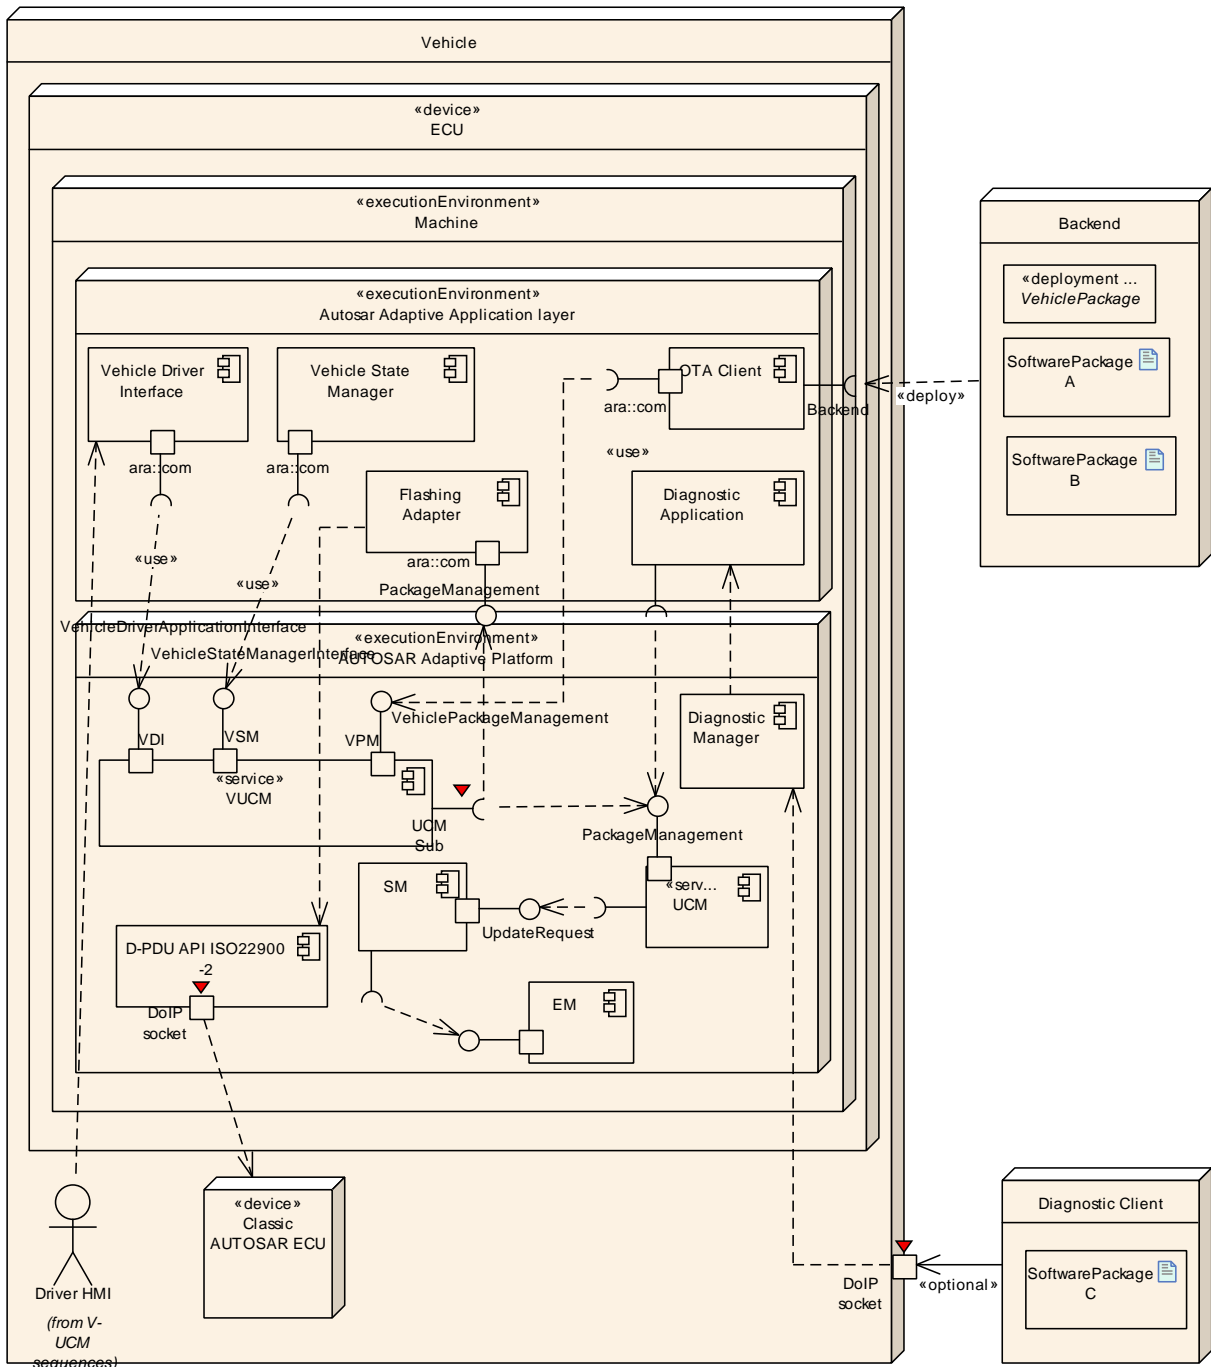 Vehicle
«device»
ECU
«executionEnvironment»
Machine
«executionEnvironment»
Autosar Adaptive Application layer
Vehicle Driver
Interface
Vehicle State
Manager
OTA Client
ara::com
Backend
«deploy»
ara::com
ara::com
«use»
Flashing
Adapter
Diagnostic
Application
«use»
«use»
ara::com
PackageManagement
VehicleDriverApplicationInterface
VehicleStateManagerInterface
«executionEnvironment»
AUTOSAR Adaptive Platform
VehiclePackageManagement
Diagnostic
Manager
VDI
VSM
VPM
«service»
VUCM
UCM
Sub
PackageManagement
SM
«serv...
UCM
UpdateRequest
D-PDU API ISO22900
-2
DoIP
socket
EM
«device»
Classic
AUTOSAR ECU
Driver HMI
(from V-
UCM
sequences)
DoIP
socket
«optional»
Backend
«deployment ...
VehiclePackage
SoftwarePackage
A
SoftwarePackage
B
Diagnostic Client
SoftwarePackage
C